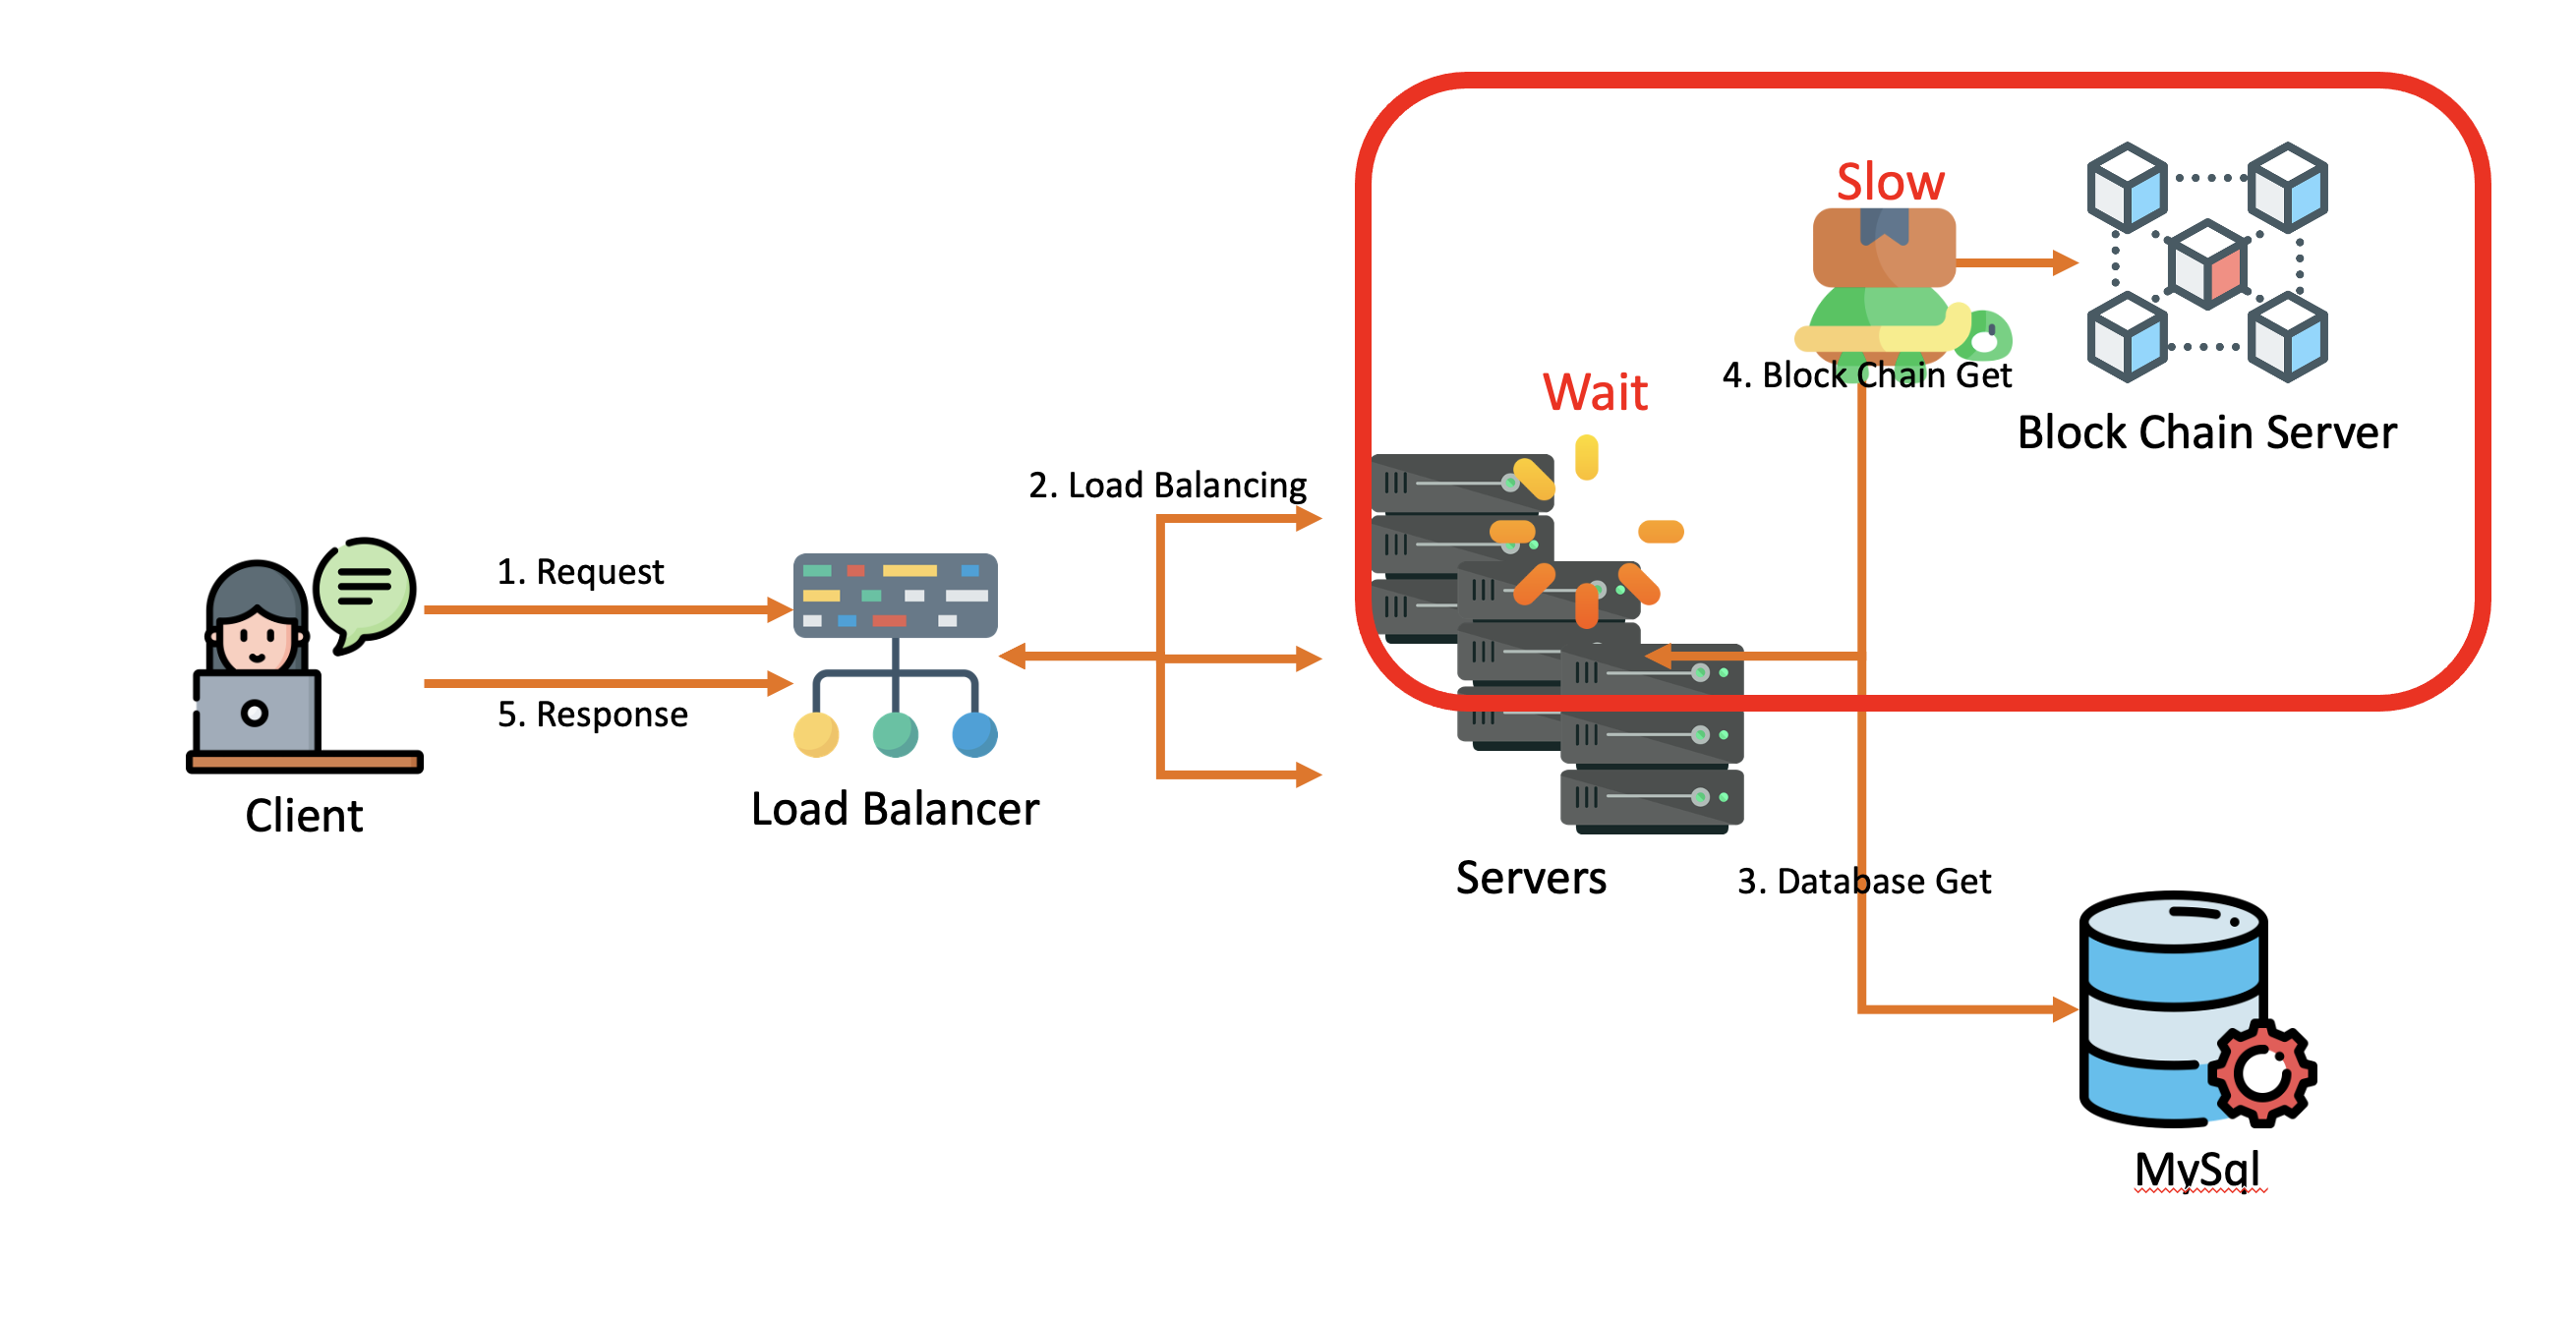 Slow
4. Block Chain Get
Wait
Block Chain Server
2. Load Balancing
1. Request
5. Response
Client
Load Balancer
Servers
3. Database Get
MySql